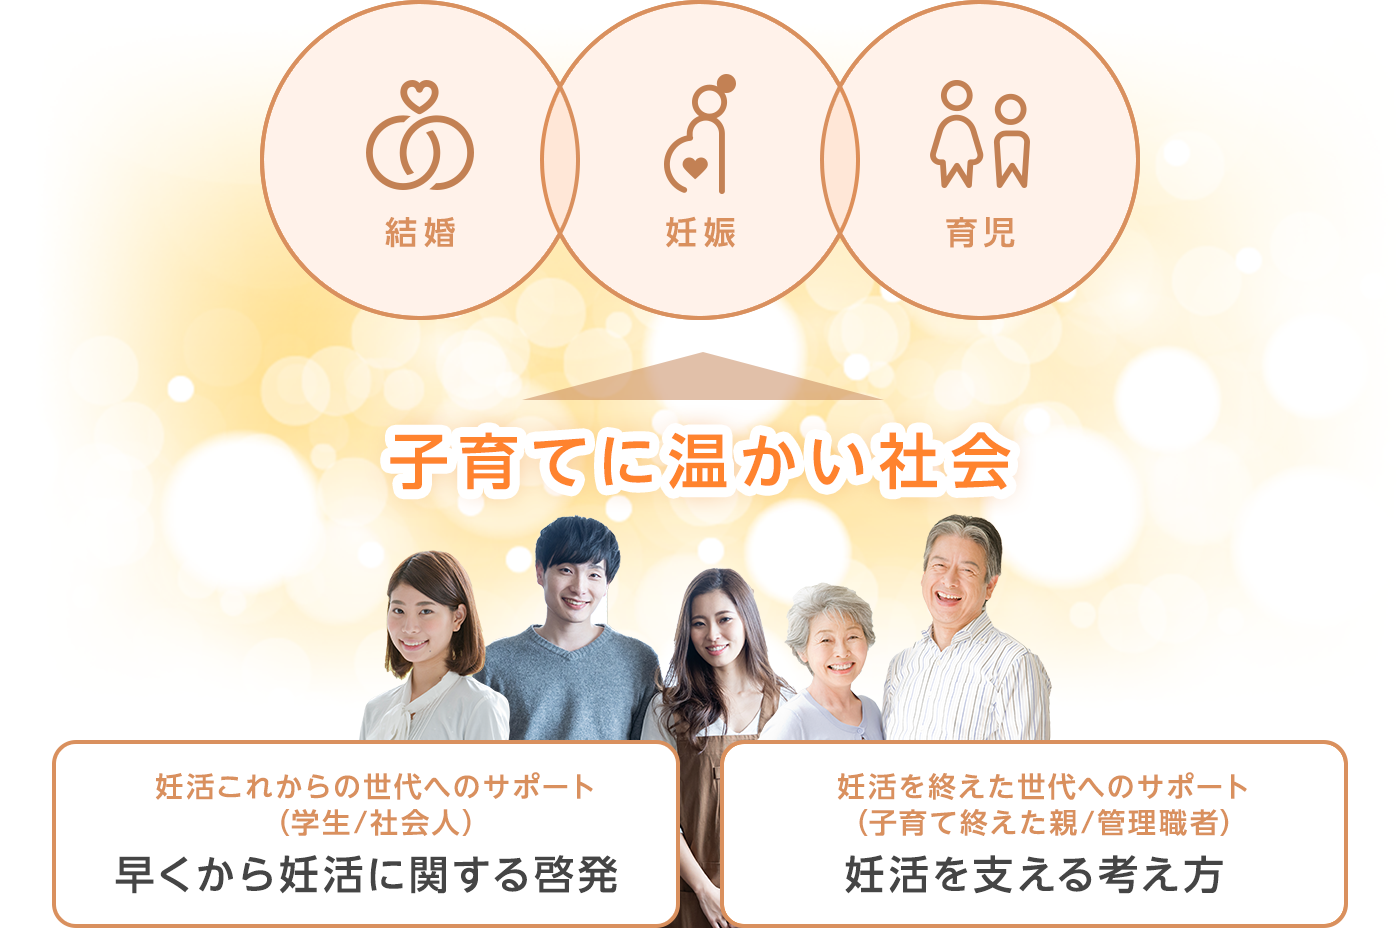 結婚
妊娠
育児
子育てに温かい社会
妊活これからの世代へのサポート
(学生/社会人)
早くから妊活に関する啓発
妊活を終えた世代へのサポート
(子育て終えた親/管理職者)
妊活を支える考え方